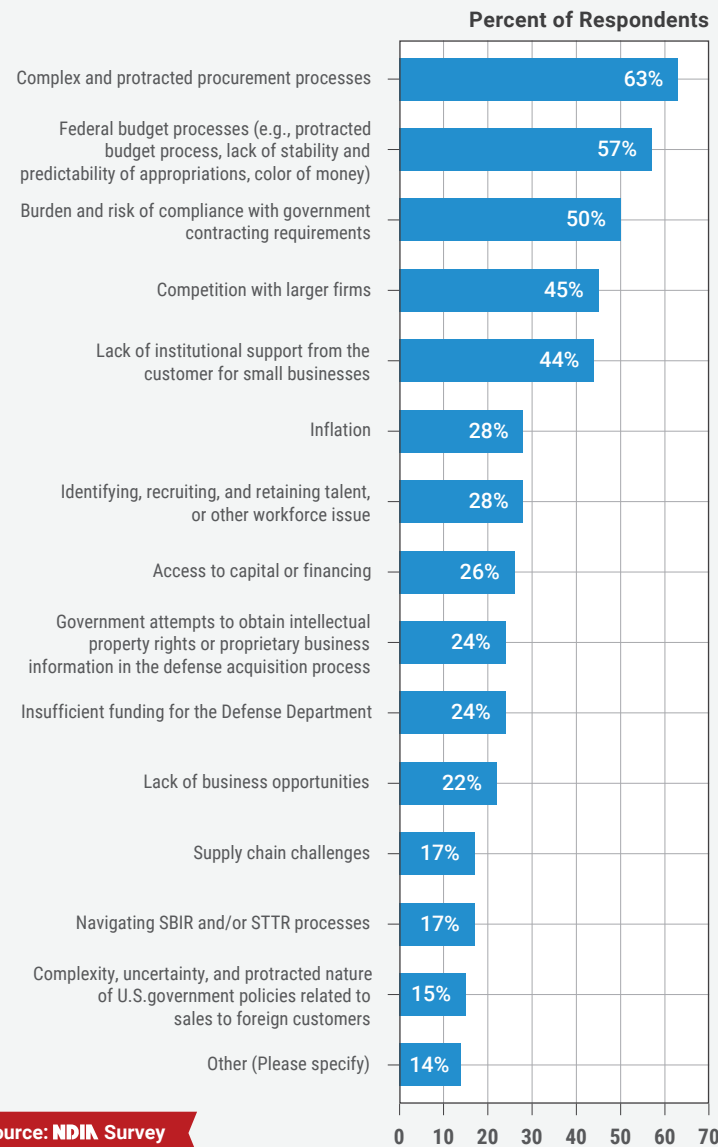 Percent of Respondents
Complex and protracted procurement processes
63%
Federal budget processes (e.g., protracted
budget process, lack of stability and
predictability of appropriations, color of money)
57%
Burden and risk of compliance with government
contracting requirements
50%
Competition with larger firms
45%
Lack of institutional support from the
customer for small businesses
44%
Inflation
28%
Identifying, recruiting, and retaining talent,
or other workforce issue
28%
Access to capital or financing
26%
Government attempts to obtain intellectual
property rights or proprietary business
information in the defense acquisition process
24%
Insufficient funding for the Defense Department
24%
Lack of business opportunities
22%
Supply chain challenges
17%
Navigating SBIR and/or STTR processes
17%
Complexity, uncertainty, and protracted nature
of U.S.government policies related to
sales to foreign customers
15%
Other (Please specify)
14%
0 10 20 30 40 50 60 70
ource: NDIA Survey